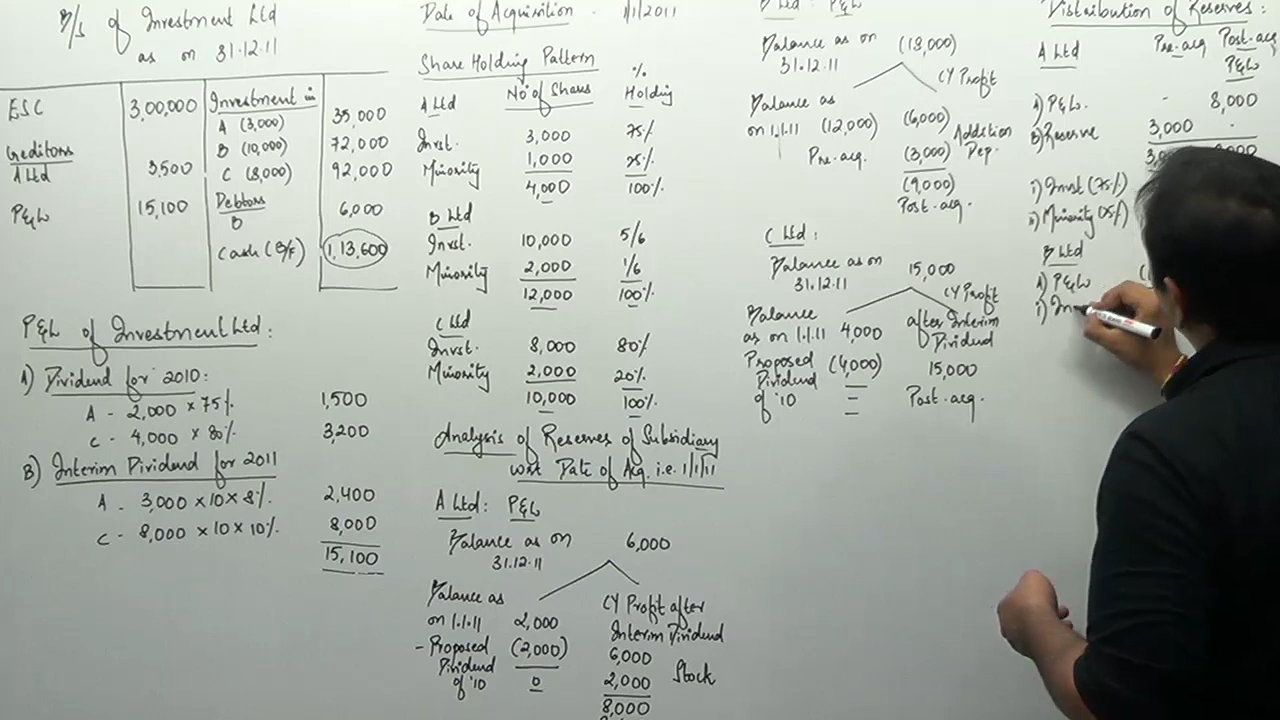 B/S of Investment Ltd
as on 31.12.11
ESC 3,00,000 Investment in
A (3,000) 35,000
Creditors B (10,000) 72,000
A Ltd 3,500 C (8,000) 92,000
P&L 15,100 Debtors
B 6,000
Cash (B/F) 1,13,600
P&L of Investment Ltd:
A) Dividend for 2010:
A - 2,000 × 75% 1,500
C - 4,000 × 80% 3,200
B) Interim Dividend for 2011
A - 3,000 × 10 × 8% 2,400
C - 8,000 × 10 × 10% 8,000
15,100
Date of Acquisition - 1/1/2011
Share Holding Pattern
A Ltd No of Shares % Holding
Invst. 3,000 75%
Minority 1,000 25%
4,000 100%
B Ltd
Invst. 10,000 5/6
Minority 2,000 1/6
12,000 100%
C Ltd
Invst. 8,000 80%
Minority 2,000 20%
10,000 100%
Analysis of Reserves of Subsidiary
wrt Date of Acq. i.e. 1/1/11
A Ltd: P&L
Balance as on 6,000
31.12.11
Balance as
on 1.1.11 2,000
- Proposed (2,000)
Dividend
of '10 0
CY Profit after
Interim Dividend
6,000
2,000 Stock
8,000
B Ltd: P&L
Balance as on (18,000)
31.12.11
Balance as
on 1.1.11 (12,000)
Pre-acq.
CY Profit
(6,000)
(3,000) Addition Dep.
(9,000)
Post-acq.
C Ltd:
Balance as on 15,000
31.12.11
Balance
as on 1.1.11 4,000
Proposed (4,000)
Dividend
of '10
CY Profit
after Interim
Dividend
15,000
Post-acq.
Distribution of Reserves:
A Ltd Pre-acq Post-acq
P&L
A) P&L. - 8,000
B) Reserve 3,000 -
i) Invst (75%)
ii) Minority (25%)
B Ltd
A) P&L
i)